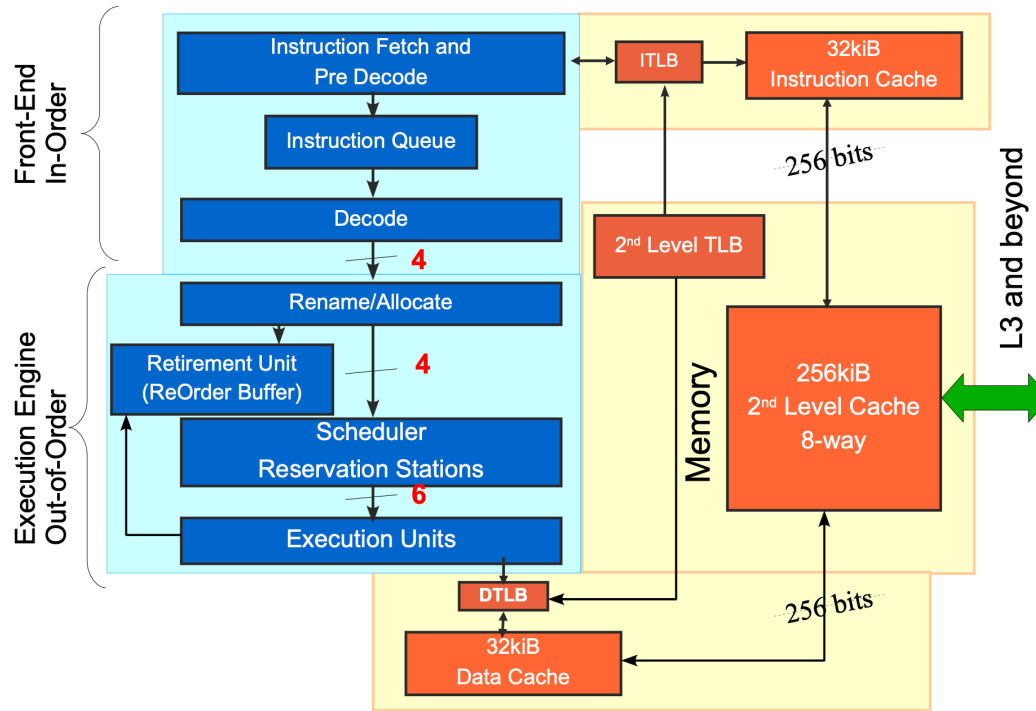 Front-End
In-Order
Instruction Fetch and
Pre Decode
ITLB
32kiB
Instruction Cache
Instruction Queue
256 bits
Decode
2nd Level TLB
4
Execution Engine
Out-of-Order
Rename/Allocate
Retirement Unit
(ReOrder Buffer)
4
Memory
256kiB
2nd Level Cache
8-way
L3 and beyond
Scheduler
Reservation Stations
6
Execution Units
DTLB
256 bits
32kiB
Data Cache